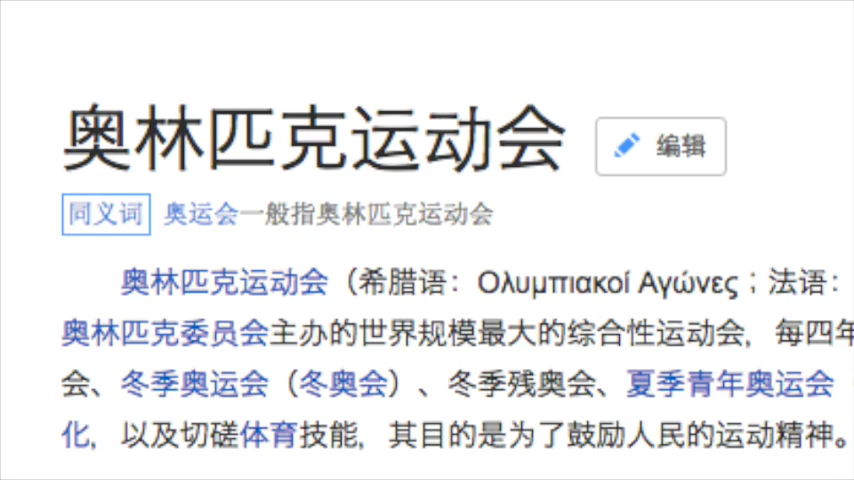 奥林匹克运动会 编辑
同义词 奥运会一般指奥林匹克运动会
奥林匹克运动会（希腊语：Ολυμπιακοί Αγώνες；法语：
奥林匹克委员会主办的世界规模最大的综合性运动会，每四年
会、冬季奥运会（冬奥会）、冬季残奥会、夏季青年奥运会
化，以及切磋体育技能，其目的是为了鼓励人民的运动精神。